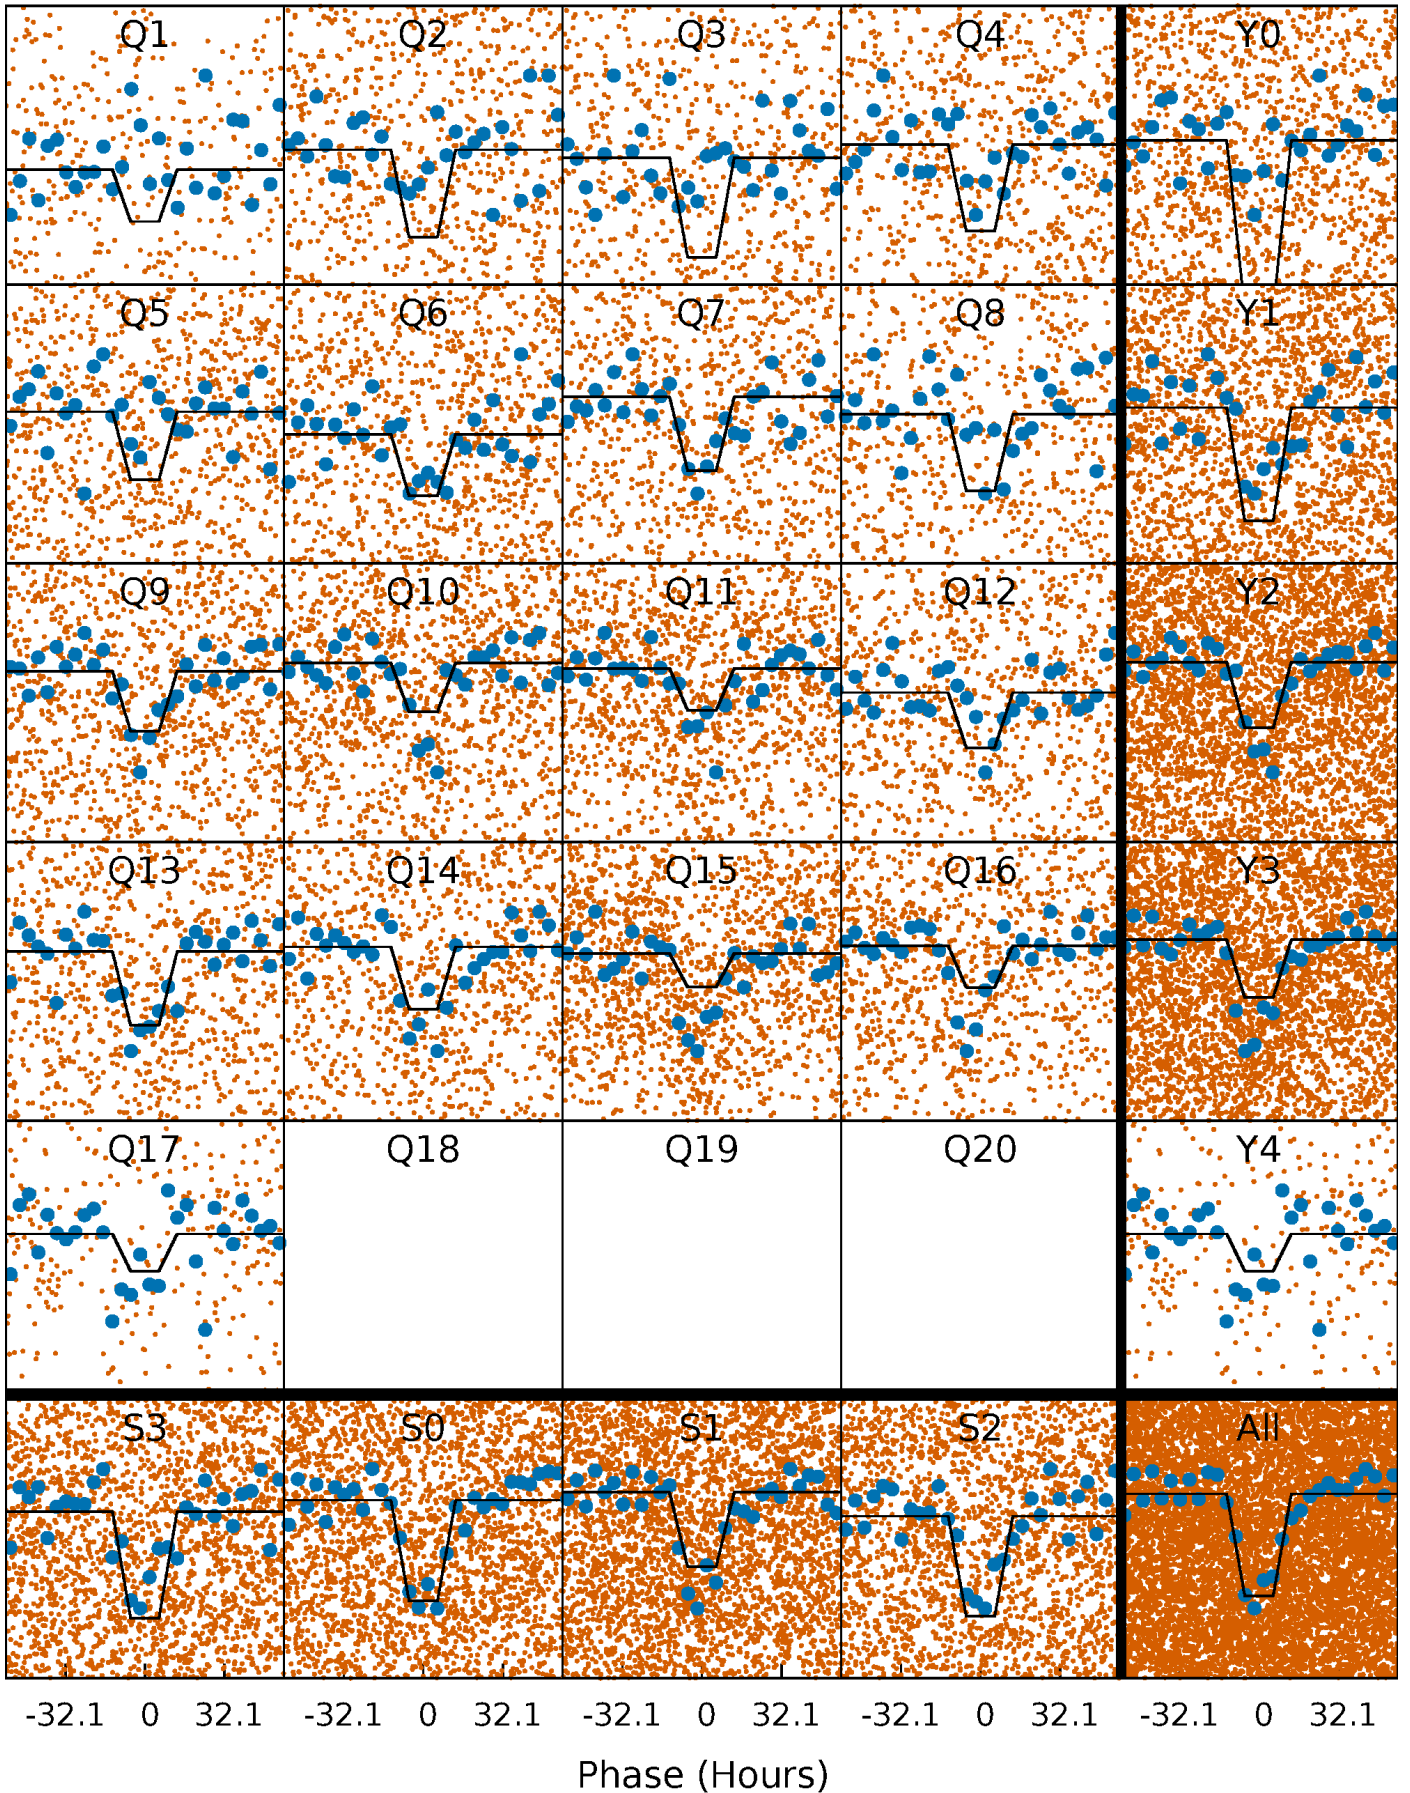 Q1 Q2 Q3 Q4 Y0
Q5 Q6 Q7 Q8 Y1
Q9 Q10 Q11 Q12 Y2
Q13 Q14 Q15 Q16 Y3
Q17 Q18 Q19 Q20 Y4
S3 S0 S1 S2 All
-32.1 0 32.1 -32.1 0 32.1 -32.1 0 32.1 -32.1 0 32.1 -32.1 0 32.1
Phase (Hours)